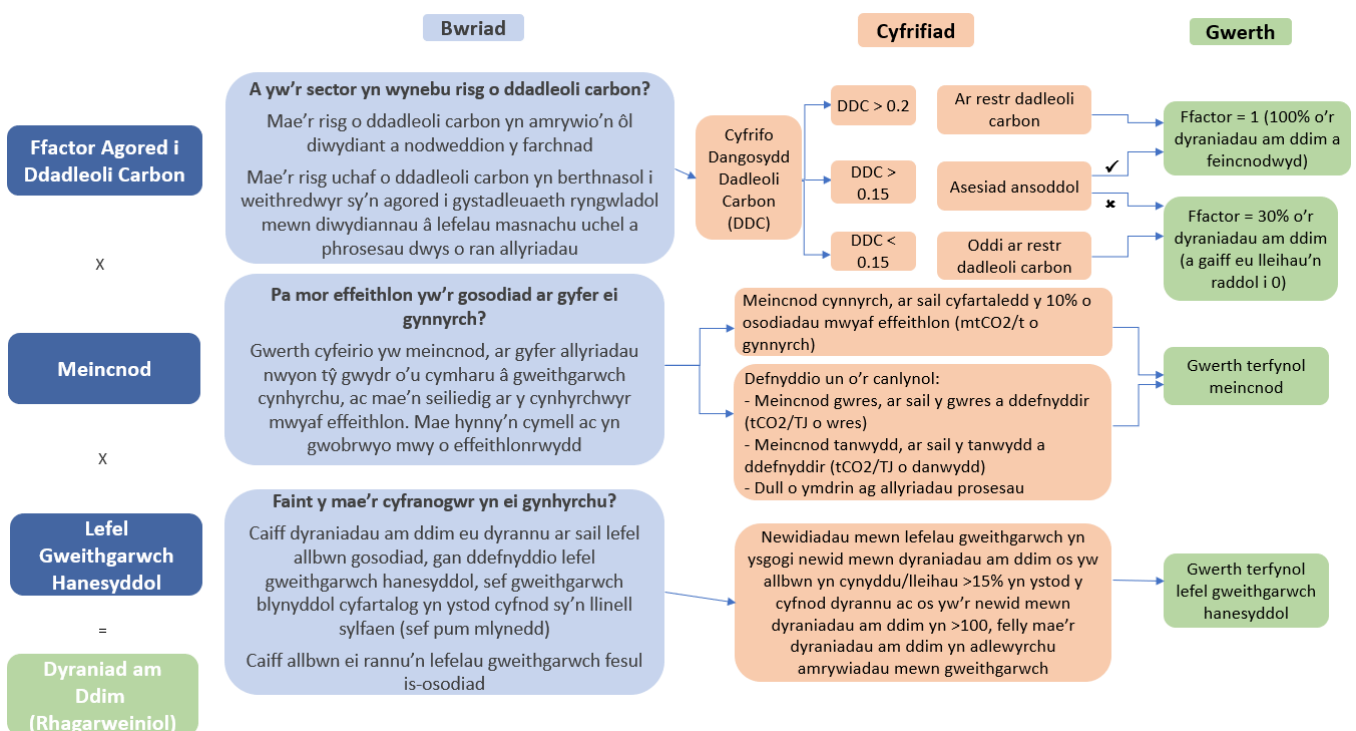 Bwriad
Cyfrifiad
Gwerth
Ffactor Agored i
Ddadleoli Carbon
A yw'r sector yn wynebu risg o ddadleoli carbon?
Mae'r risg o ddadleoli carbon yn amrywio'n ôl
diwydiant a nodweddion y farchnad
Mae'r risg uchaf o ddadleoli carbon yn berthnasol i
weithredwyr sy'n agored i gystadleuaeth ryngwladol
mewn diwydiannau â lefelau masnachu uchel a
phrosesau dwys o ran allyriadau
Cyfrifo
Dangosydd
Dadleoli
Carbon
(DDC)
DDC > 0.2
Ar restr dadleoli
carbon
DDC >
0.15
Asesiad ansoddol
✓
✖
DDC <
0.15
Oddi ar restr
dadleoli carbon
Ffactor = 1 (100% o'r
dyraniadau am ddim a
feincnodwyd)
Ffactor = 30% o'r
dyraniadau am ddim
(a gaiff eu lleihau'n
raddol i 0)
X
Meincnod
Pa mor effeithlon yw'r gosodiad ar gyfer ei
gynnyrch?
Gwerth cyfeirio yw meincnod, ar gyfer allyriadau
nwyon tŷ gwydr o'u cymharu â gweithgarwch
cynhyrchu, ac mae'n seiliedig ar y cynhyrchwyr
mwyaf effeithlon. Mae hynny'n cymell ac yn
gwobrwyo mwy o effeithlonrwydd
Meincnod cynnyrch, ar sail cyfartaledd y 10% o
osodiadau mwyaf effeithlon (mtCO2/t o
gynnyrch)
Defnyddio un o'r canlynol:
- Meincnod gwres, ar sail y gwres a ddefnyddir
(tCO2/TJ o wres)
- Meincnod tanwydd, ar sail y tanwydd a
ddefnyddir (tCO2/TJ o danwydd)
- Dull o ymdrin ag allyriadau prosesau
Gwerth terfynol
meincnod
X
Lefel
Gweithgarwch
Hanesyddol
Faint y mae'r cyfranogwr yn ei gynhyrchu?
Caiff dyraniadau am ddim eu dyrannu ar sail lefel
allbwn gosodiad, gan ddefnyddio lefel
gweithgarwch hanesyddol, sef gweithgarwch
blynyddol cyfartalog yn ystod cyfnod sy'n llinell
sylfaen (sef pum mlynedd)
Caiff allbwn ei rannu'n lefelau gweithgarwch fesul
is-osodiad
Newidiadau mewn lefelau gweithgarwch yn
ysgogi newid mewn dyraniadau am ddim os yw
allbwn yn cynyddu/lleihau >15% yn ystod y
cyfnod dyrannu ac os yw'r newid mewn
dyraniadau am ddim yn >100, felly mae'r
dyraniadau am ddim yn adlewyrchu
amrywiadau mewn gweithgarwch
Gwerth terfynol
lefel gweithgarwch
hanesyddol
=
Dyraniad am
Ddim
(Rhagarweiniol)